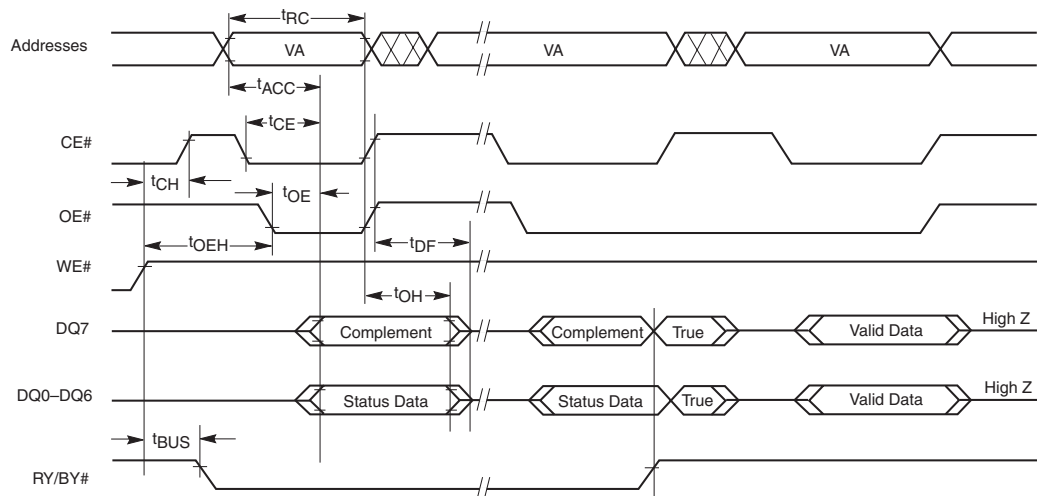 tRC
Addresses VA VA VA
tACC
tCE
CE#
tCH tOE
OE#
tOEH tDF
WE#
tOH
DQ7 Complement Complement True Valid Data High Z
DQ0–DQ6 Status Data Status Data True Valid Data High Z
tBUS
RY/BY#